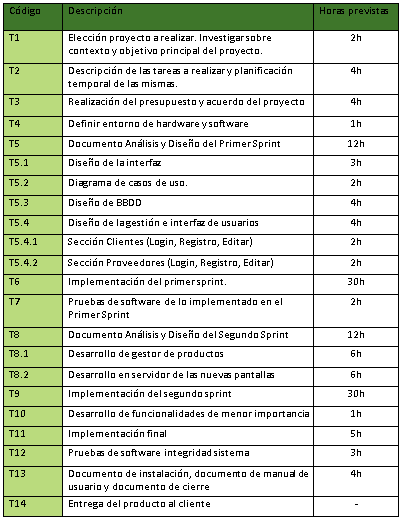 Código Descripción Horas previstas
T1 Elección proyecto a realizar. Investigar sobre 2h
contexto y objetivo principal del proyecto.
T2 Descripción de las tareas a realizar y planificación 4h
temporal de las mismas.
T3 Realización del presupuesto y acuerdo del proyecto 4h
T4 Definir entorno de hardware y software 1h
T5 Documento Análisis y Diseño del Primer Sprint 12h
T5.1 Diseño de la interfaz 3h
T5.2 Diagrama de casos de uso. 2h
T5.3 Diseño de BBDD 4h
T5.4 Diseño de la gestión e interfaz de usuarios 4h
T5.4.1 Sección Clientes (Login, Registro, Editar) 2h
T5.4.2 Sección Proveedores (Login, Registro, Editar) 2h
T6 Implementación del primer sprint. 30h
T7 Pruebas de software de lo implementado en el 2h
Primer Sprint
T8 Documento Análisis y Diseño del Segundo Sprint 12h
T8.1 Desarrollo de gestor de productos 6h
T8.2 Desarrollo en servidor de las nuevas pantallas 6h
T9 Implementación del segundo sprint 30h
T10 Desarrollo de funcionalidades de menor importancia 1h
T11 Implementación final 5h
T12 Pruebas de software integridad sistema 3h
T13 Documento de instalación, documento de manual de 4h
usuario y documento de cierre
T14 Entrega del producto al cliente -